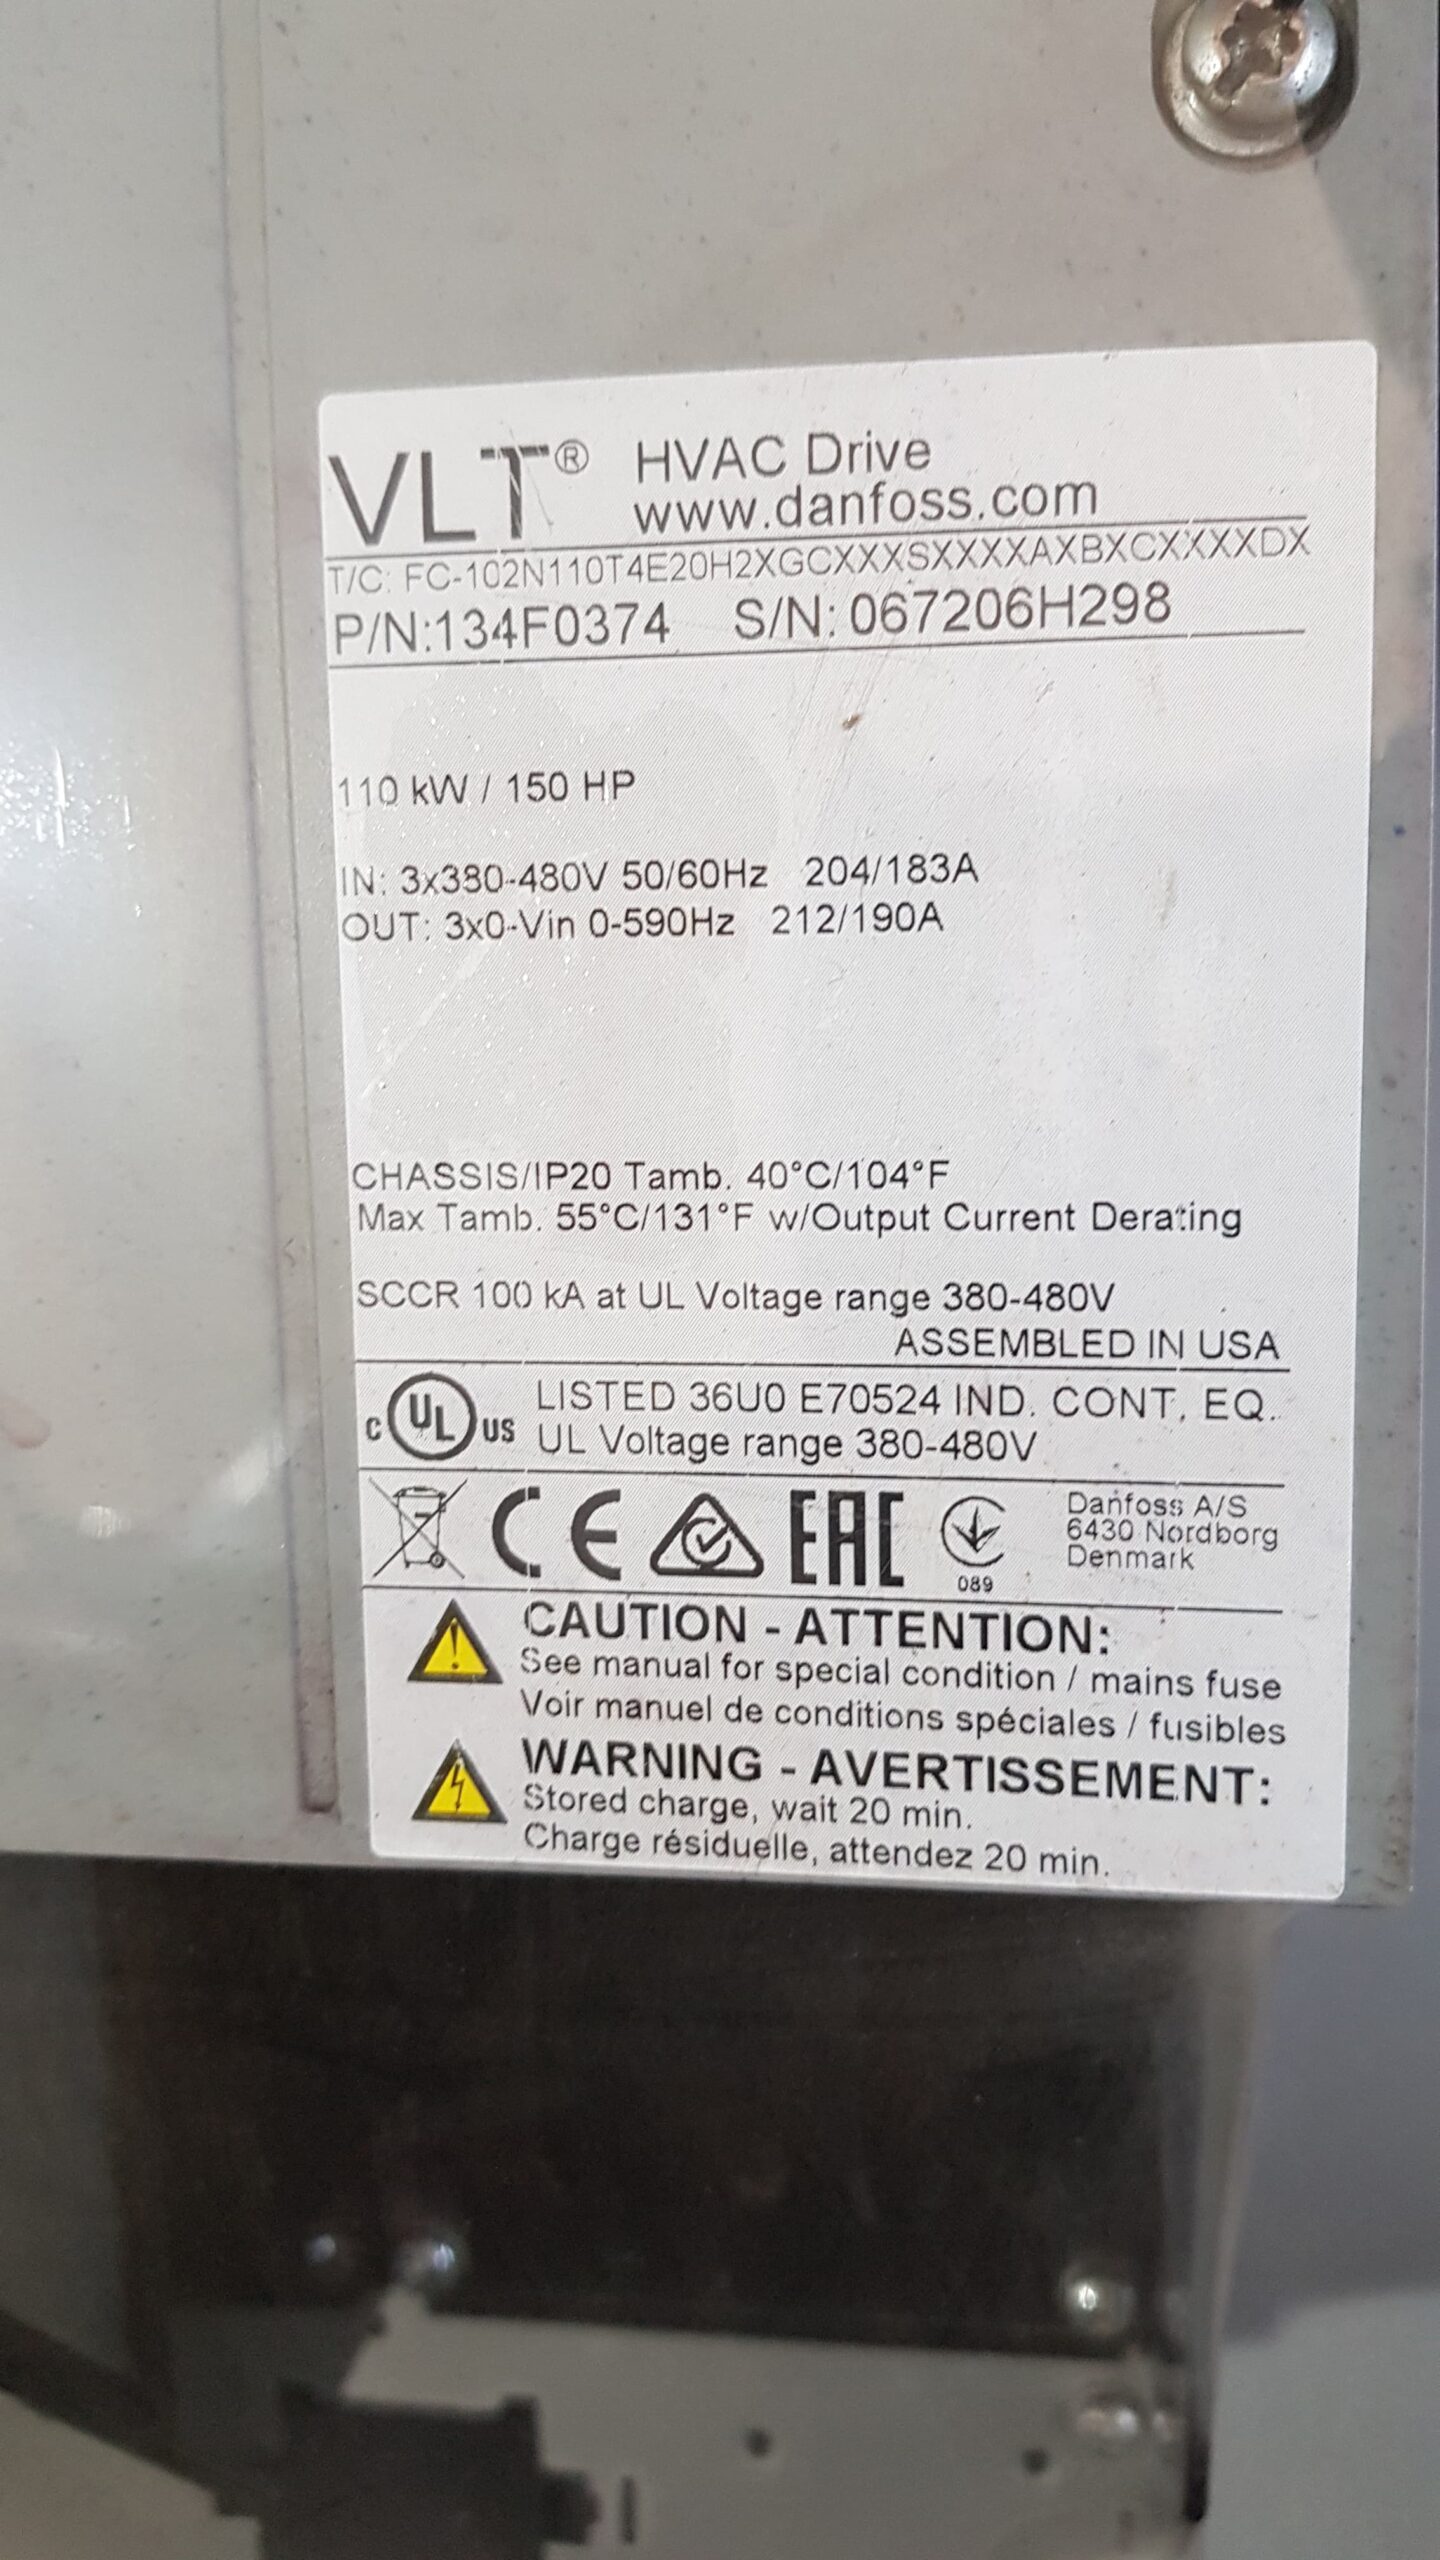 VLT® HVAC Drive
www.danfoss.com
T/C: FC-102N110T4E20H2XGCXXXSXXXXAXBXCXXXXDX
P/N:134F0374 S/N:067206H298
110 kW / 150 HP
IN: 3x380-480V 50/60Hz 204/183A
OUT: 3x0-Vin 0-590Hz 212/190A
CHASSIS/IP20 Tamb. 40°C/104°F
Max Tamb. 55°C/131°F w/Output Current Derating
SCCR 100 kA at UL Voltage range 380-480V
ASSEMBLED IN USA
C UL US LISTED 36U0 E70524 IND. CONT. EQ.
UL Voltage range 380-480V
CE EAC 089
Danfoss A/S
6430 Nordborg
Denmark
CAUTION - ATTENTION:
See manual for special condition / mains fuse
Voir manuel de conditions spéciales / fusibles
WARNING - AVERTISSEMENT:
Stored charge, wait 20 min.
Charge résiduelle, attendez 20 min.